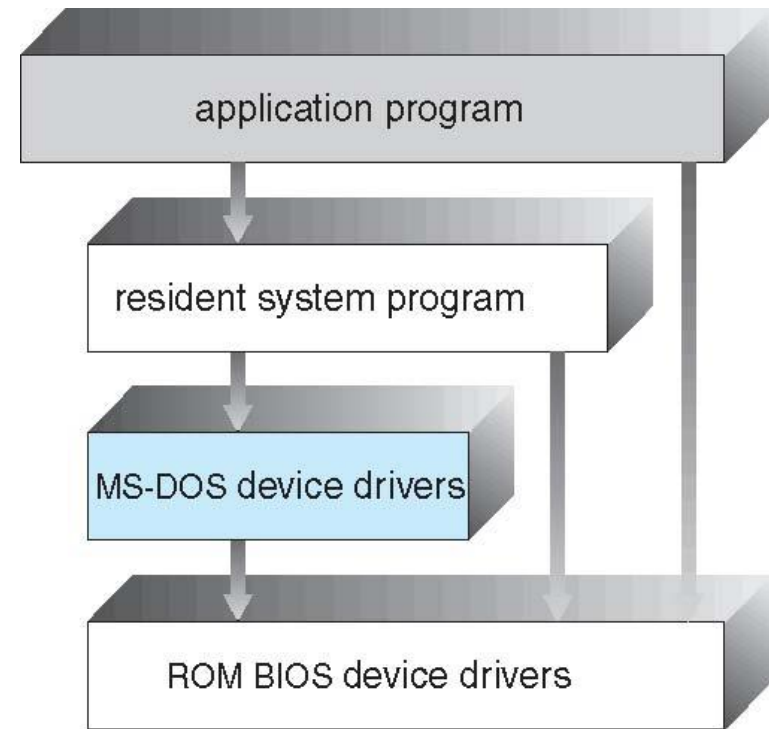 application program
resident system program
MS-DOS device drivers
ROM BIOS device drivers